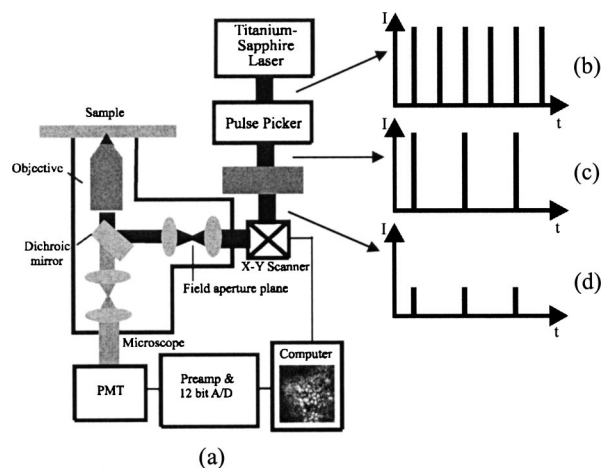 Titanium-
Sapphire
Laser
Pulse Picker
Sample
Objective
Dichroic
mirror
X-Y Scanner
Field aperture plane
Microscope
Computer
PMT
Preamp &
12 bit A/D
(a)
I
t
(b)
I
t
(c)
I
t
(d)